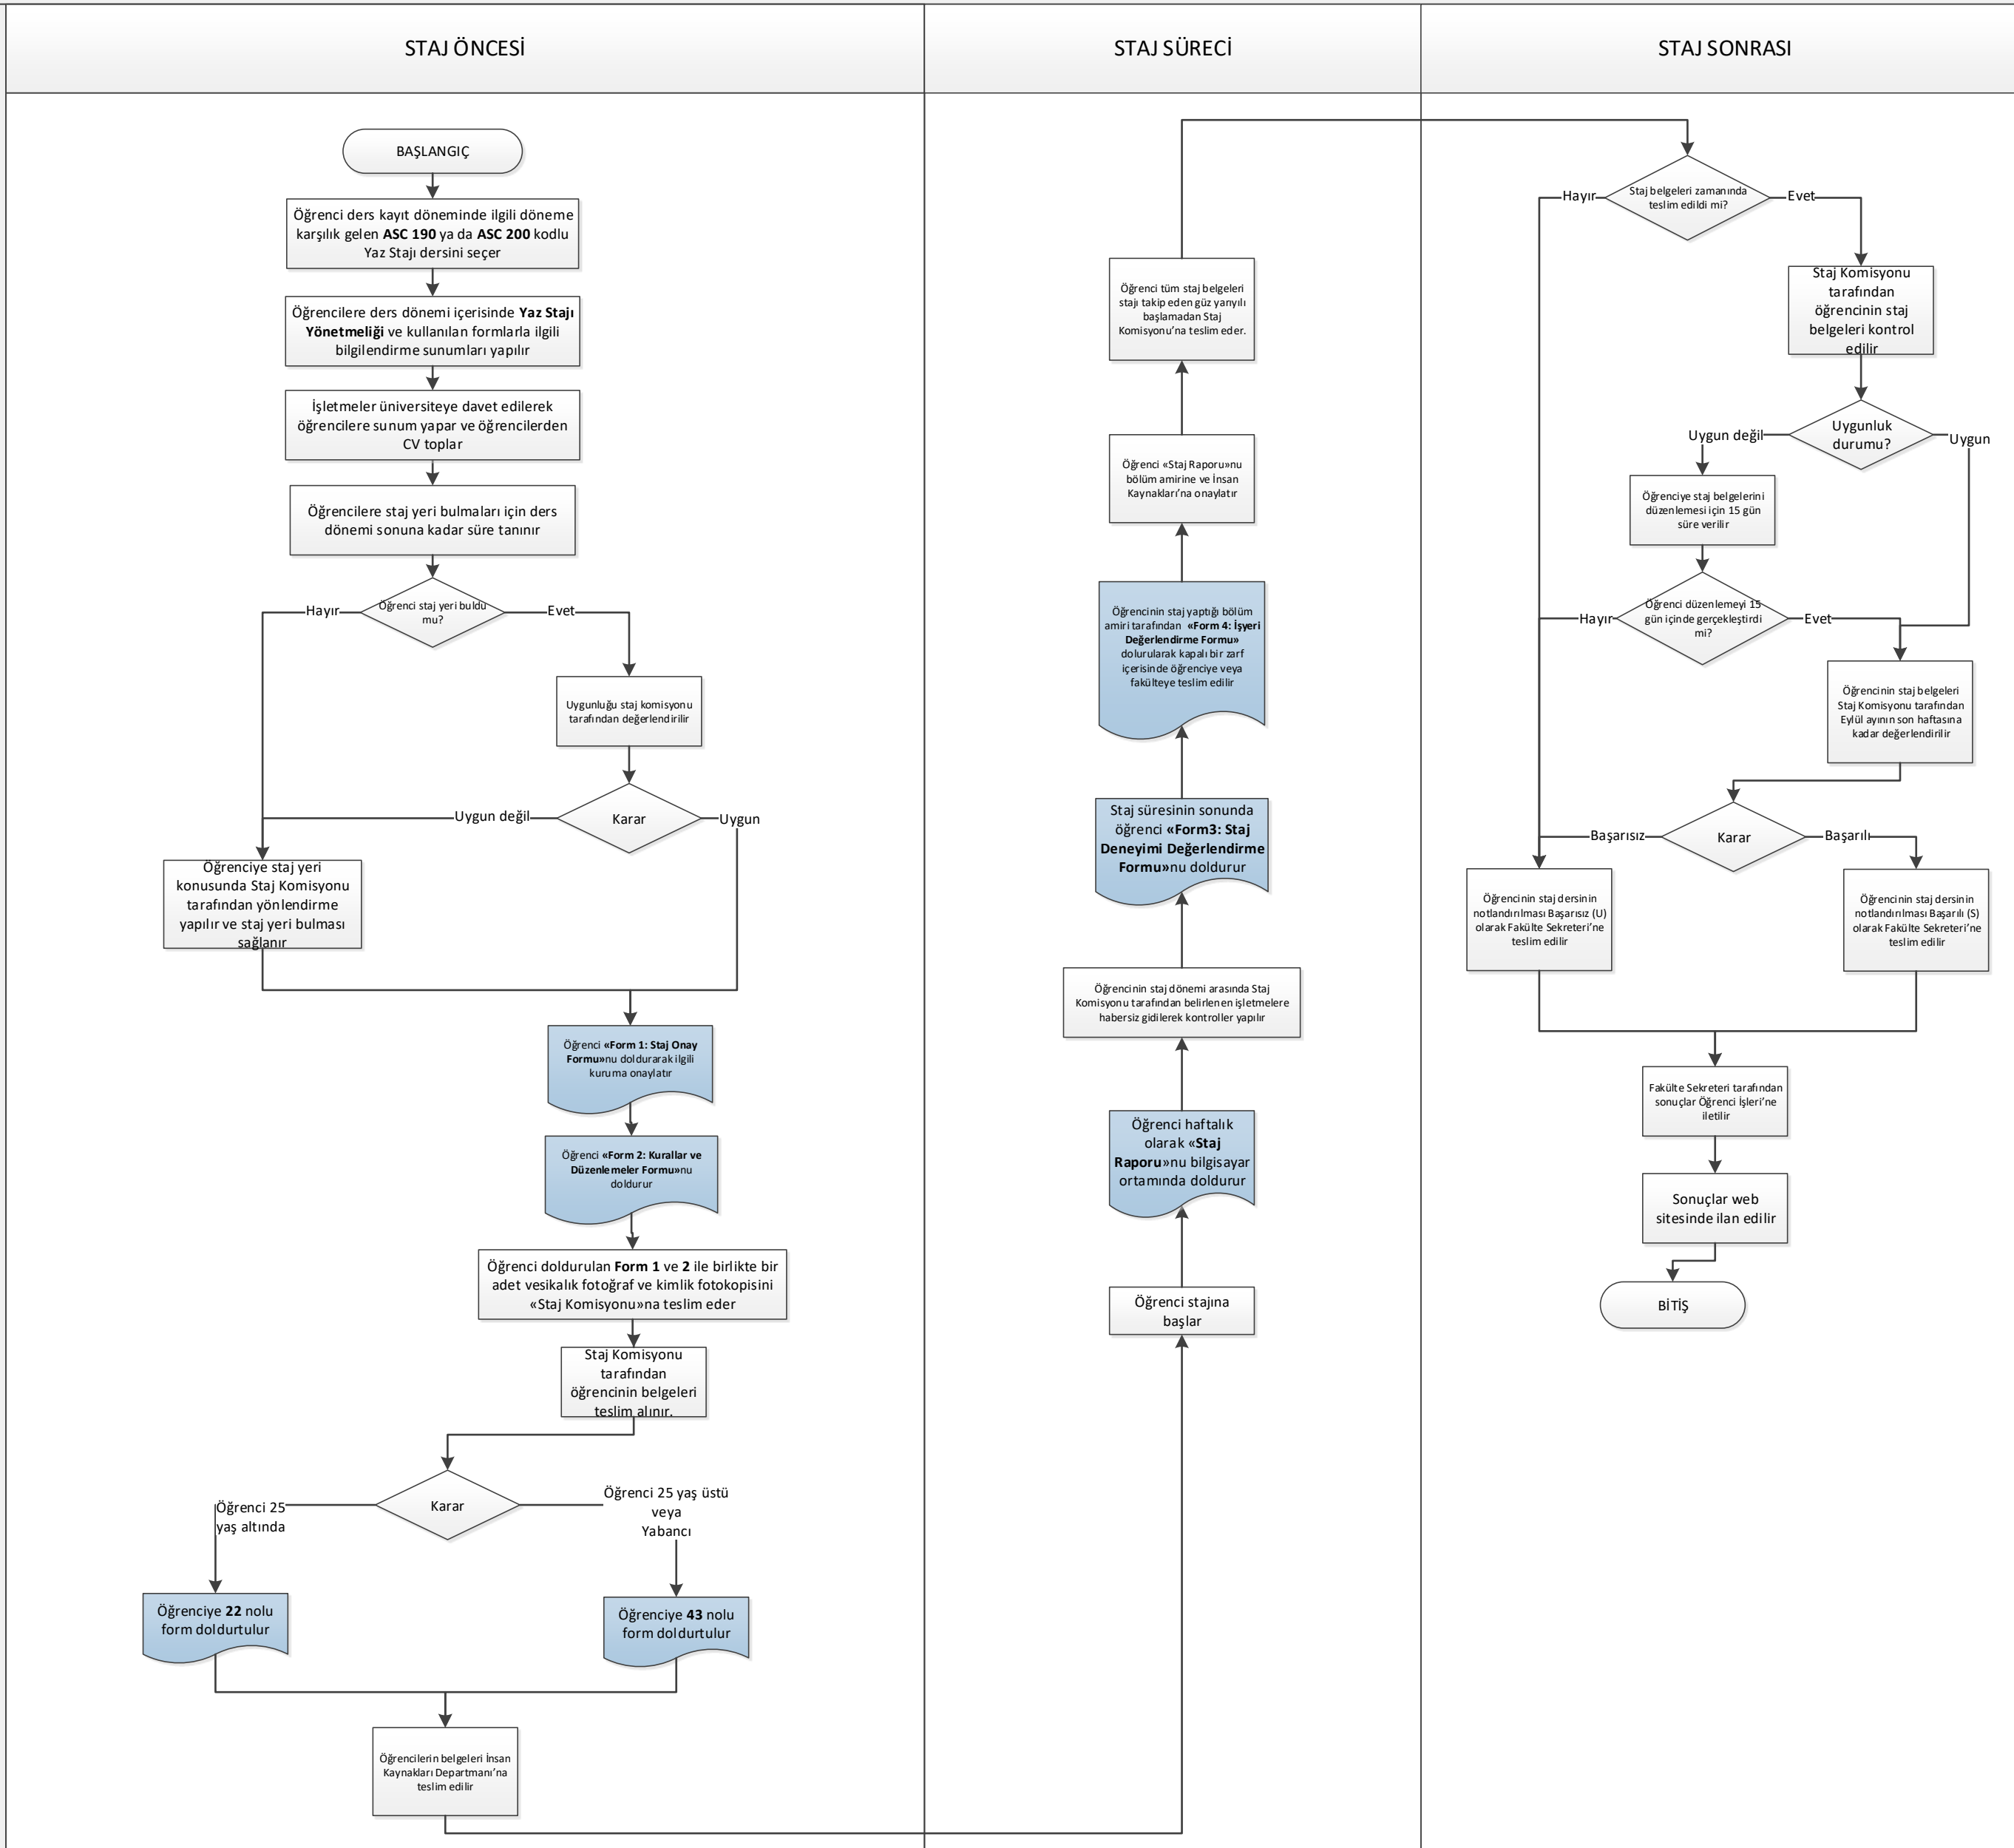 STAJ ÖNCESİ
BAŞLANGIÇ
Öğrenci ders kayıt döneminde ilgili döneme
karşılık gelen ASC 190 ya da ASC 200 kodlu
Yaz Stajı dersini seçer
Öğrencilere ders dönemi içerisinde Yaz Stajı
Yönetmeliği ve kullanılan formlarla ilgili
bilgilendirme sunumları yapılır
İşletmeler üniversiteye davet edilerek
öğrencilere sunum yapar ve öğrencilerden
CV toplar
Öğrencilere staj yeri bulmaları için ders
dönemi sonuna kadar süre tanınır
Öğrenci staj yeri buldu
mu?
Hayır
Evet
Uygunluğu staj komisyonu
tarafından değerlendirilir
Karar
Uygun değil
Uygun
Öğrenciye staj yeri
konusunda Staj Komisyonu
tarafından yönlendirme
yapılır ve staj yeri bulması
sağlanır
Öğrenci «Form 1: Staj Onay
Formu»nu doldurarak ilgili
kuruma onaylatır
Öğrenci «Form 2: Kurallar ve
Düzenlemeler Formu»nu
doldurur
Öğrenci doldurulan Form 1 ve 2 ile birlikte bir
adet vesikalık fotoğraf ve kimlik fotokopisini
«Staj Komisyonu»na teslim eder
Staj Komisyonu
tarafından
öğrencinin belgeleri
teslim alınır.
Karar
Öğrenci 25
yaş altında
Öğrenci 25 yaş üstü
veya
Yabancı
Öğrenciye 22 nolu
form doldurtulur
Öğrenciye 43 nolu
form doldurtulur
Öğrencilerin belgeleri İnsan
Kaynakları Departmanı’na
teslim edilir
STAJ SÜRECİ
Öğrenci stajına
başlar
Öğrenci haftalık
olarak «Staj
Raporu»nu bilgisayar
ortamında doldurur
Öğrencinin staj dönemi arasında Staj
Komisyonu tarafından belirlenen işletmelere
habersiz gidilerek kontroller yapılır
Staj süresinin sonunda
öğrenci «Form3: Staj
Deneyimi Değerlendirme
Formu»nu doldurur
Öğrencinin staj yaptığı bölüm
amiri tarafından «Form 4: İşyeri
Değerlendirme Formu»
dolurularak kapalı bir zarf
içerisinde öğrenciye veya
fakülteye teslim edilir
Öğrenci «Staj Raporu»nu
bölüm amirine ve İnsan
Kaynakları’na onaylatır
Öğrenci tüm staj belgeleri
stajı takip eden güz yarıyılı
başlamadan Staj
Komisyonu’na teslim eder.
STAJ SONRASI
Staj belgeleri zamanında
teslim edildi mi?
Hayır
Evet
Staj Komisyonu
tarafından
öğrencinin staj
belgeleri kontrol
edilir
Uygunluk
durumu?
Uygun değil
Uygun
Öğrenciye staj belgelerini
düzenlemesi için 15 gün
süre verilir
Öğrenci düzenlemeyi 15
gün içinde gerçekleştirdi
mi?
Hayır
Evet
Öğrencinin staj belgeleri
Staj Komisyonu tarafından
Eylül ayının son haftasına
kadar değerlendirilir
Karar
Başarısız
Başarılı
Öğrencinin staj dersinin
notlandırılması Başarısız (U)
olarak Fakülte Sekreteri’ne
teslim edilir
Öğrencinin staj dersinin
notlandırılması Başarılı (S)
olarak Fakülte Sekreteri’ne
teslim edilir
Fakülte Sekreteri tarafından
sonuçlar Öğrenci İşleri’ne
iletilir
Sonuçlar web
sitesinde ilan edilir
BİTİŞ